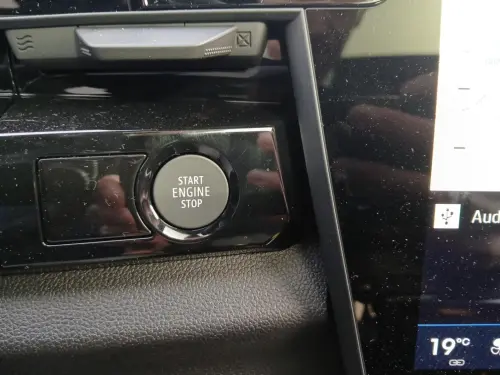 START
ENGINE
STOP
Aud
19°C